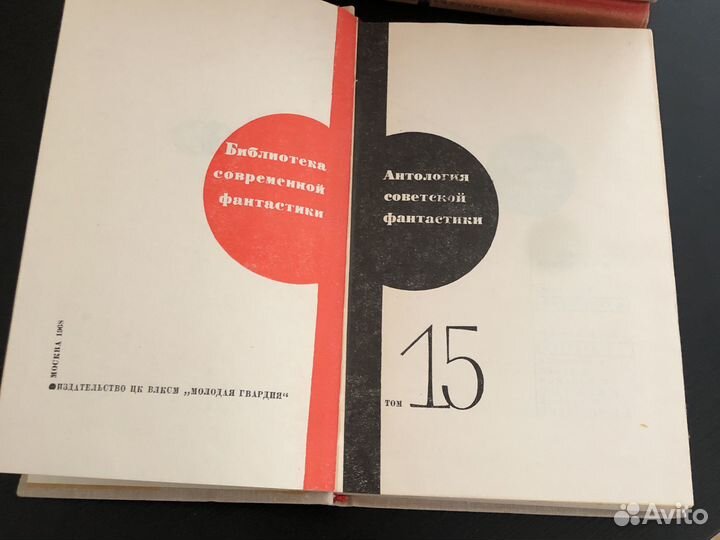 Библиотека
современной
фантастики
МОСКВА 1968
ИЗДАТЕЛЬСТВО ЦК ВЛКСМ „МОЛОДАЯ ГВАРДИЯ“
Антология
советской
фантастики
ТОМ 15
Avito